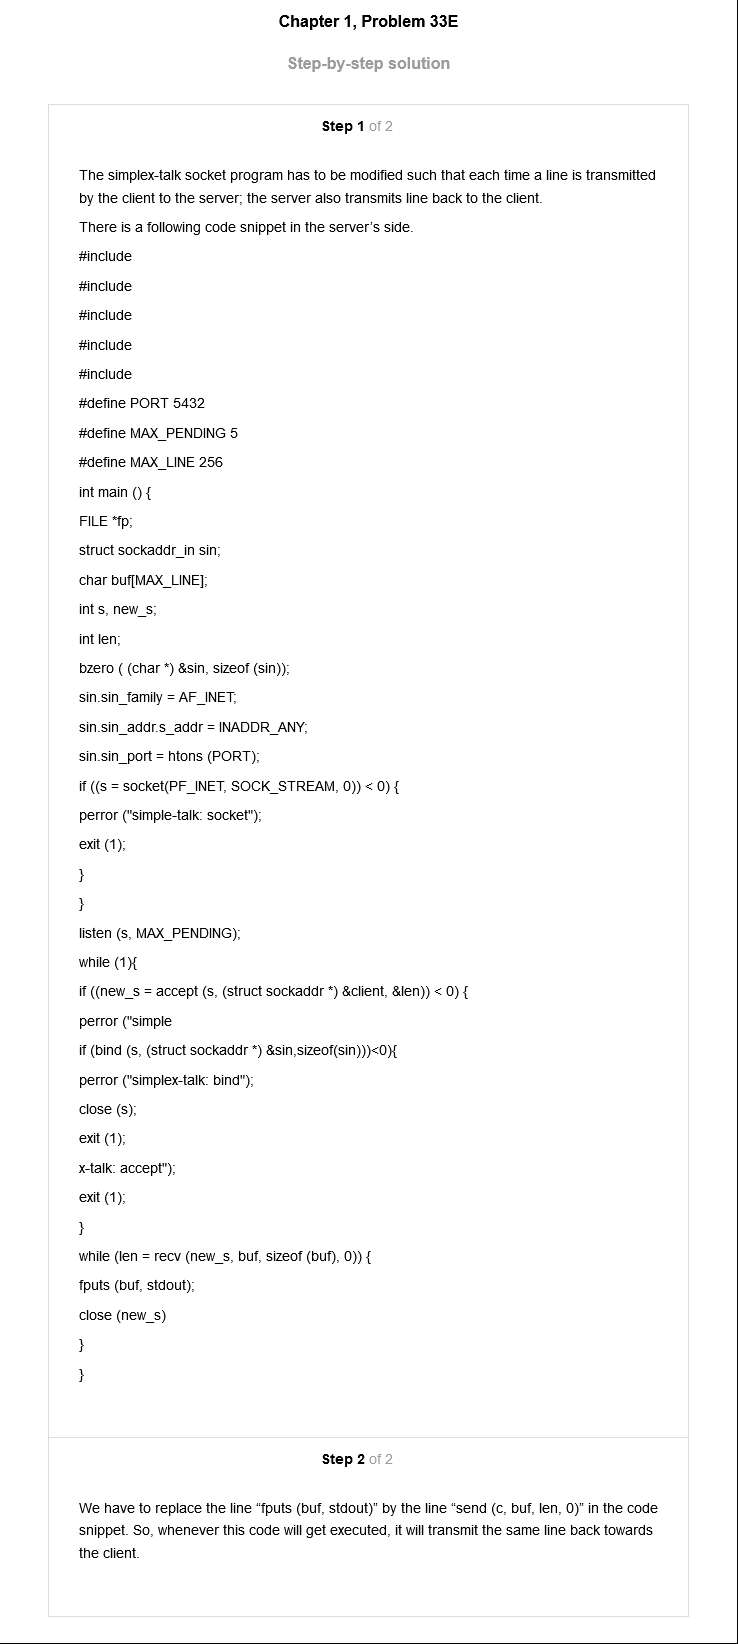 Chapter 1, Problem 33E
Step-by-step solution
Step 1 of 2
The simplex-talk socket program has to be modified such that each time a line is transmitted
by the client to the server; the server also transmits line back to the client.
There is a following code snippet in the server’s side.
#include
#include
#include
#include
#include
#define PORT 5432
#define MAX_PENDING 5
#define MAX_LINE 256
int main () {
FILE *fp;
struct sockaddr_in sin;
char buf[MAX_LINE];
int s, new_s;
int len;
bzero ( (char *) &sin, sizeof (sin));
sin.sin_family = AF_INET;
sin.sin_addr.s_addr = INADDR_ANY;
sin.sin_port = htons (PORT);
if ((s = socket(PF_INET, SOCK_STREAM, 0)) < 0) {
perror ("simple-talk: socket");
exit (1);
}
}
listen (s, MAX_PENDING);
while (1){
if ((new_s = accept (s, (struct sockaddr *) &client, &len)) < 0) {
perror ("simple
if (bind (s, (struct sockaddr *) &sin,sizeof(sin)))<0){
perror ("simplex-talk: bind");
close (s);
exit (1);
x-talk: accept");
exit (1);
}
while (len = recv (new_s, buf, sizeof (buf), 0)) {
fputs (buf, stdout);
close (new_s)
}
}
Step 2 of 2
We have to replace the line “fputs (buf, stdout)” by the line “send (c, buf, len, 0)” in the code
snippet. So, whenever this code will get executed, it will transmit the same line back towards
the client.